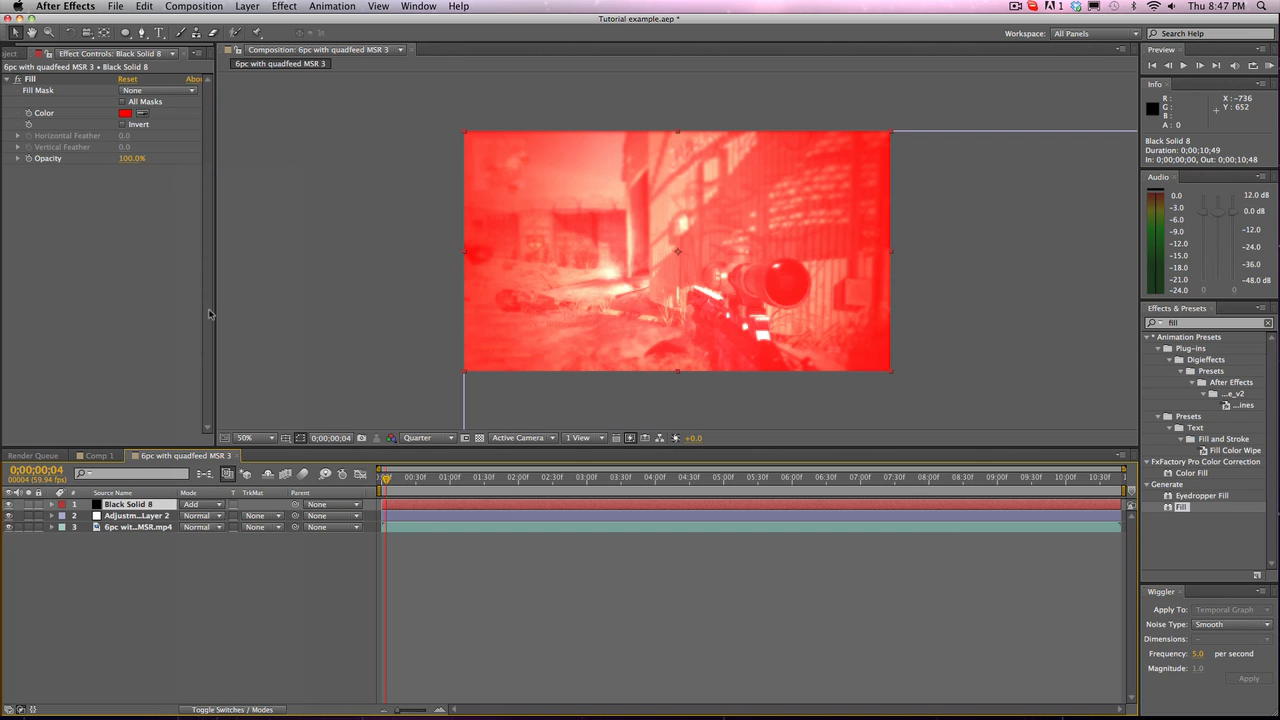 After Effects File Edit Composition Layer Effect Animation View Window Help 1 Thu 8:47 PM
Tutorial example.aep *
Workspace: All Panels Search Help
oject Effect Controls: Black Solid 8 Composition: 6pc with quadfeed MSR 3 Preview
6pc with quadfeed MSR 3 • Black Solid 8 6pc with quadfeed MSR 3
fx Fill Reset Abo
Fill Mask None
All Masks
Color
Invert
Horizontal Feather 0.0
Vertical Feather 0.0
Opacity 100.0%
Info
R: X: -736
G: Y: 652
B:
A: 0
Black Solid 8
Duration: 0;00;10;49
In: 0;00;00;00, Out: 0;00;10;48
Audio
0.0 12.0 dB
-3.0 0.0 dB
-6.0
-9.0 -12.0
-12.0
-15.0 -24.0
-18.0 -36.0
-21.0
-24.0 0 0 -48.0 dB
Effects & Presets
fill
* Animation Presets
Plug-ins
Digieffects
Presets
After Effects
...e_v2
...ines
Presets
Text
Fill and Stroke
Fill Color Wipe
FxFactory Pro Color Correction
Color Fill
Generate
Eyedropper Fill
Fill
50% 0;00;00;04 Quarter Active Camera 1 View +0.0
Render Queue Comp 1 6pc with quadfeed MSR 3
0;00;00;04
00004 (59.94 fps)
00:30f 01:00f 01:30f 02:00f 02:30f 03:00f 03:30f 04:00f 04:30f 05:00f 05:30f 06:00f 06:30f 07:00f 07:30f 08:00f 08:30f 09:00f 09:30f 10:00f 10:30f
# Source Name Mode T TrkMat Parent
1 Black Solid 8 Add None
2 Adjustm...Layer 2 Normal None None
3 6pc wit...MSR.mp4 Normal None None
Wiggler
Apply To: Temporal Graph
Noise Type: Smooth
Dimensions: -
Frequency: 5.0 per second
Magnitude: 1.0
Apply
Toggle Switches / Modes